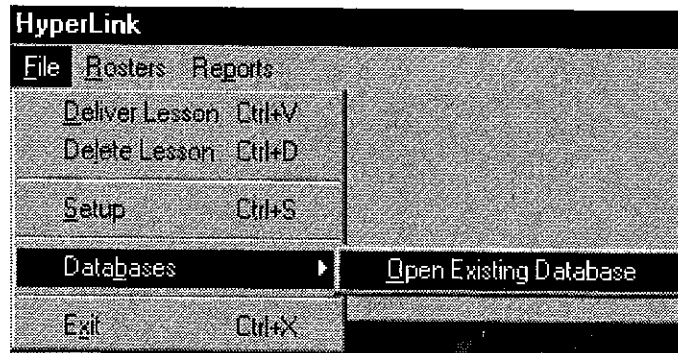 HyperLink
File Rosters Reports
Deliver Lesson Ctrl+V
Delete Lesson Ctrl+D
Setup Ctrl+S
Databases Open Existing Database
Exit Ctrl+X